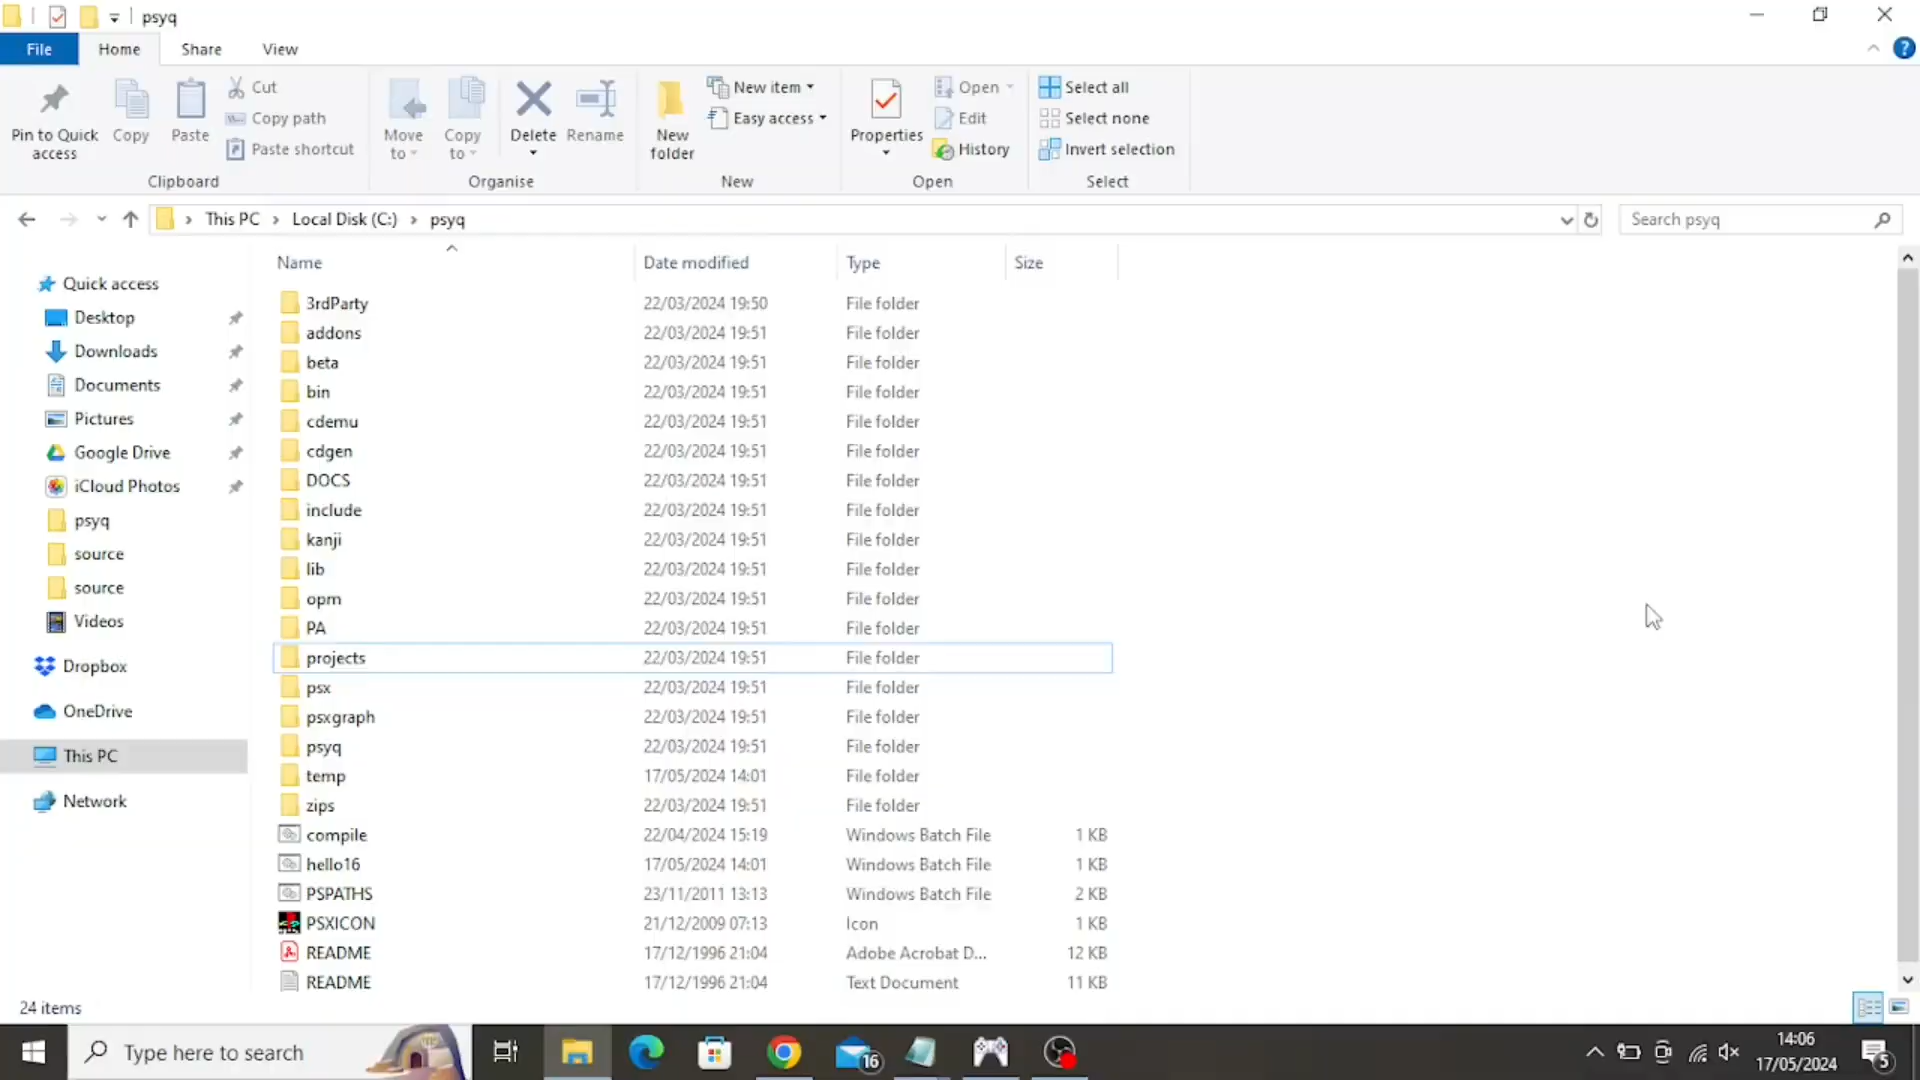 psyq
File Home Share View
Pin to Quick access
Copy
Paste
Cut
Copy path
Paste shortcut
Clipboard
Move to
Copy to
Delete
Rename
Organise
New folder
New item
Easy access
New
Properties
Open
Edit
History
Open
Select all
Select none
Invert selection
Select
This PC › Local Disk (C:) › psyq
Search psyq
Quick access
Desktop
Downloads
Documents
Pictures
Google Drive
iCloud Photos
psyq
source
source
Videos
Dropbox
OneDrive
This PC
Network
Name Date modified Type Size
3rdParty 22/03/2024 19:50 File folder
addons 22/03/2024 19:51 File folder
beta 22/03/2024 19:51 File folder
bin 22/03/2024 19:51 File folder
cdemu 22/03/2024 19:51 File folder
cdgen 22/03/2024 19:51 File folder
DOCS 22/03/2024 19:51 File folder
include 22/03/2024 19:51 File folder
kanji 22/03/2024 19:51 File folder
lib 22/03/2024 19:51 File folder
opm 22/03/2024 19:51 File folder
PA 22/03/2024 19:51 File folder
projects 22/03/2024 19:51 File folder
psx 22/03/2024 19:51 File folder
psxgraph 22/03/2024 19:51 File folder
psyq 22/03/2024 19:51 File folder
temp 17/05/2024 14:01 File folder
zips 22/03/2024 19:51 File folder
compile 22/04/2024 15:19 Windows Batch File 1 KB
hello16 17/05/2024 14:01 Windows Batch File 1 KB
PSPATHS 23/11/2011 13:13 Windows Batch File 2 KB
PSXICON 21/12/2009 07:13 Icon 1 KB
README 17/12/1996 21:04 Adobe Acrobat D... 12 KB
README 17/12/1996 21:04 Text Document 11 KB
24 items
Type here to search
16
14:06
17/05/2024
5